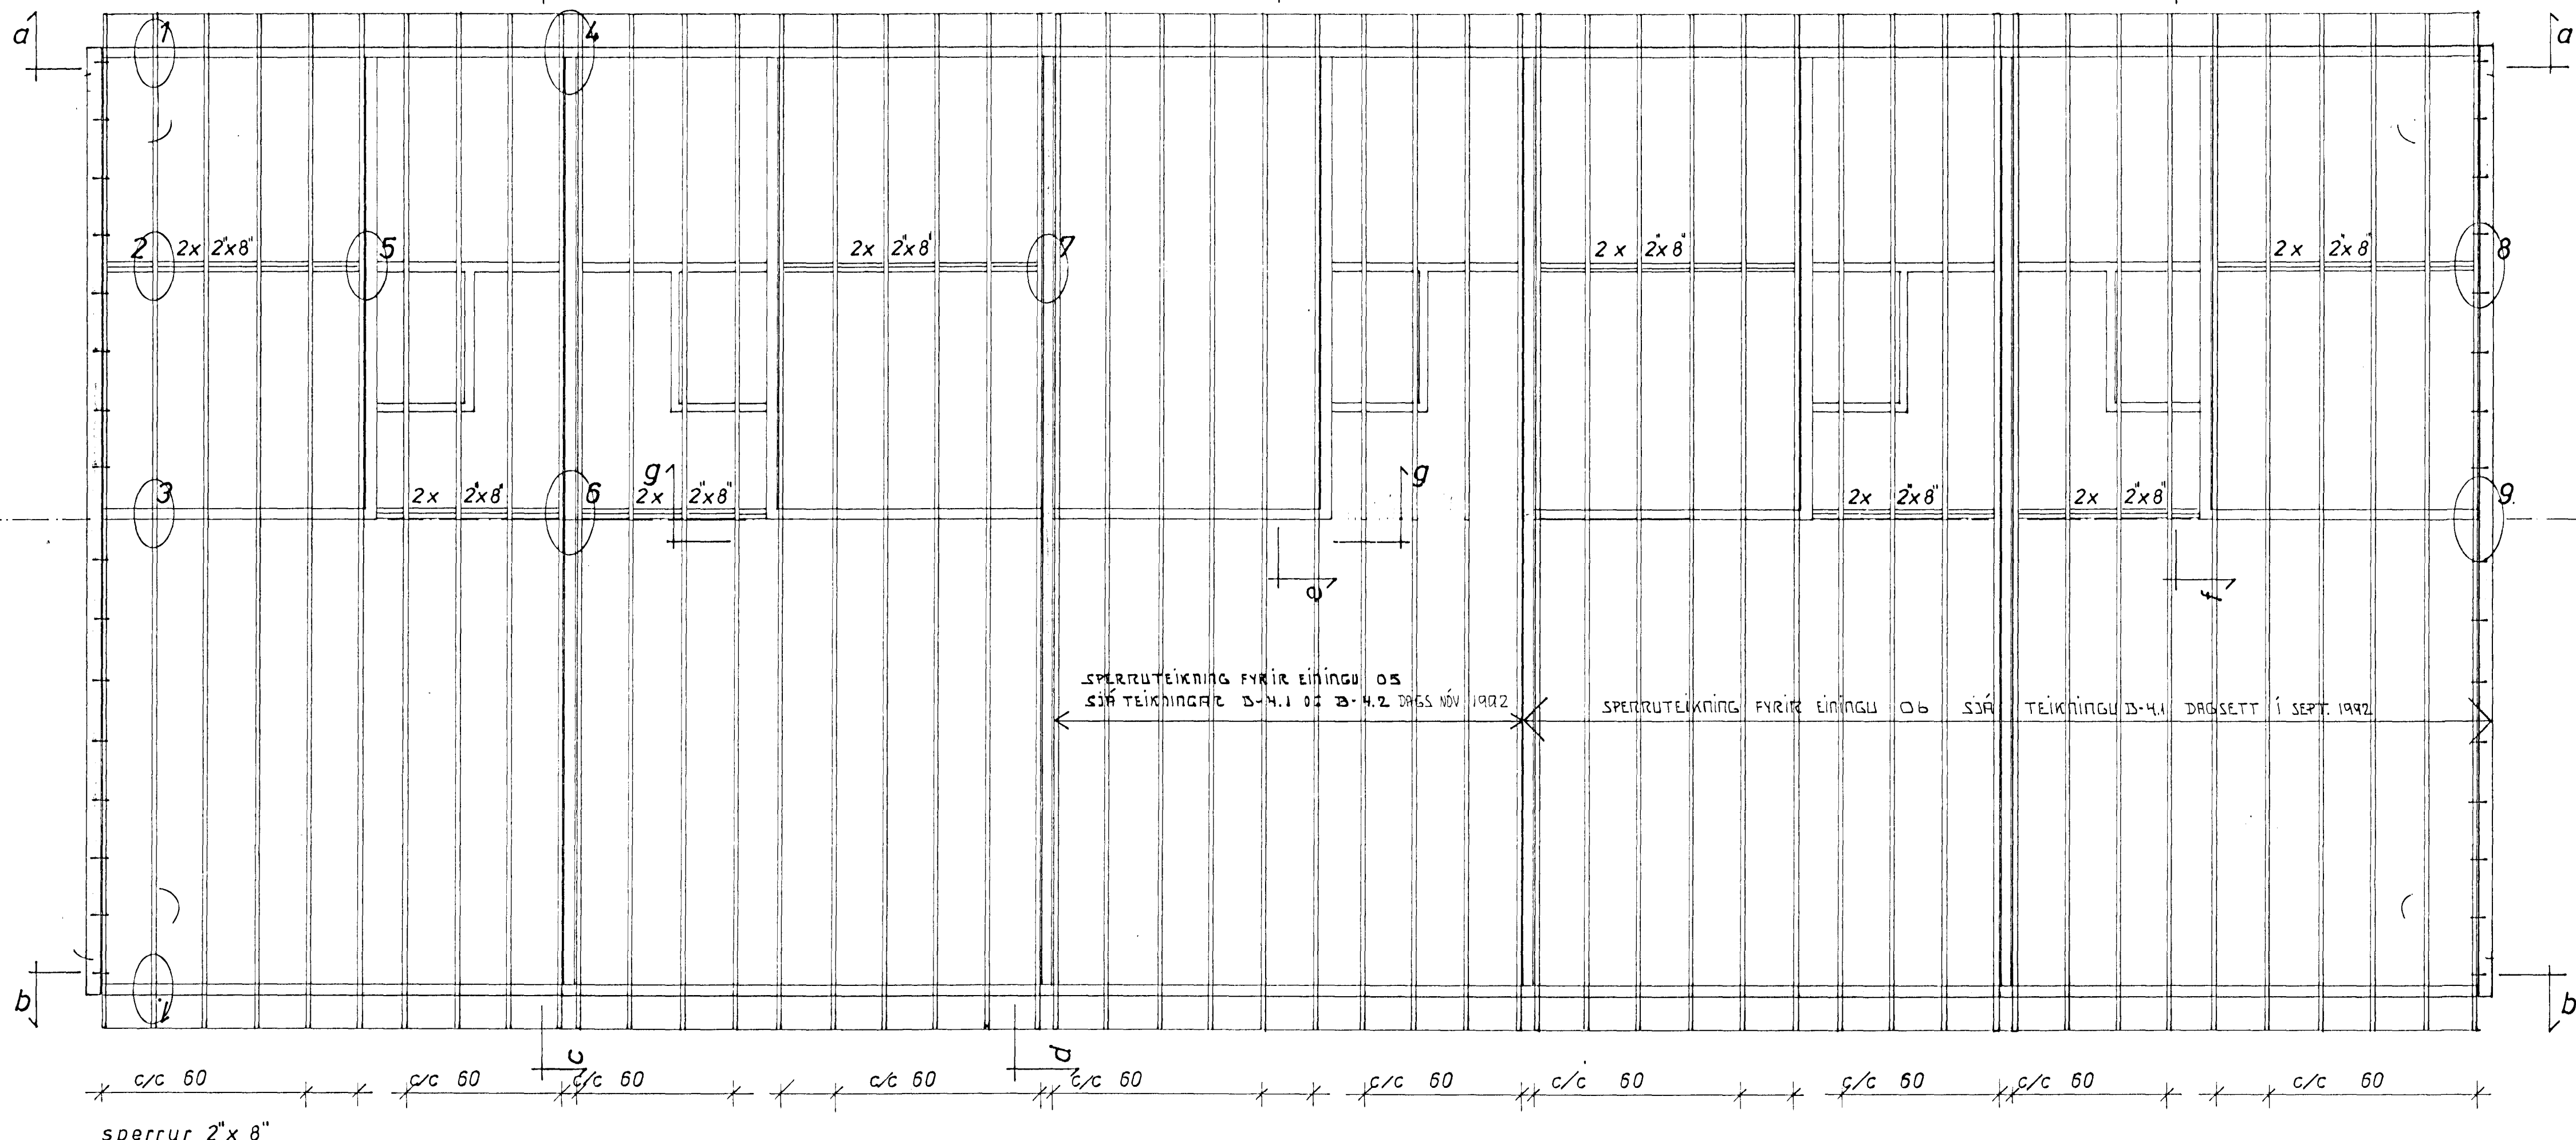 a 1 4 a
2 2x 2"x8" 5 2x 2"x8" 7 2x 2"x8" 2x 2"x8" 8
g g
3 2x 2"x8" 6 2x 2"x8" 2x 2"x8" 2x 2"x8" 9.
e f
SPERRUTEIKNING FYRIR EININGU 05
SJÁ TEIKNINGAR B-4.1 OG B-4.2 DAGS NÓV 1992
SPERRUTEIKNING FYRIR EININGU 06 SJÁ TEIKNINGU B-4.1 DAGSETT Í SEPT. 1992
b b
c d
c/c 60 c/c 60 c/c 60 c/c 60 c/c 60 c/c 60 c/c 60 c/c 60 c/c 60 c/c 60
sperrur 2"x 8"